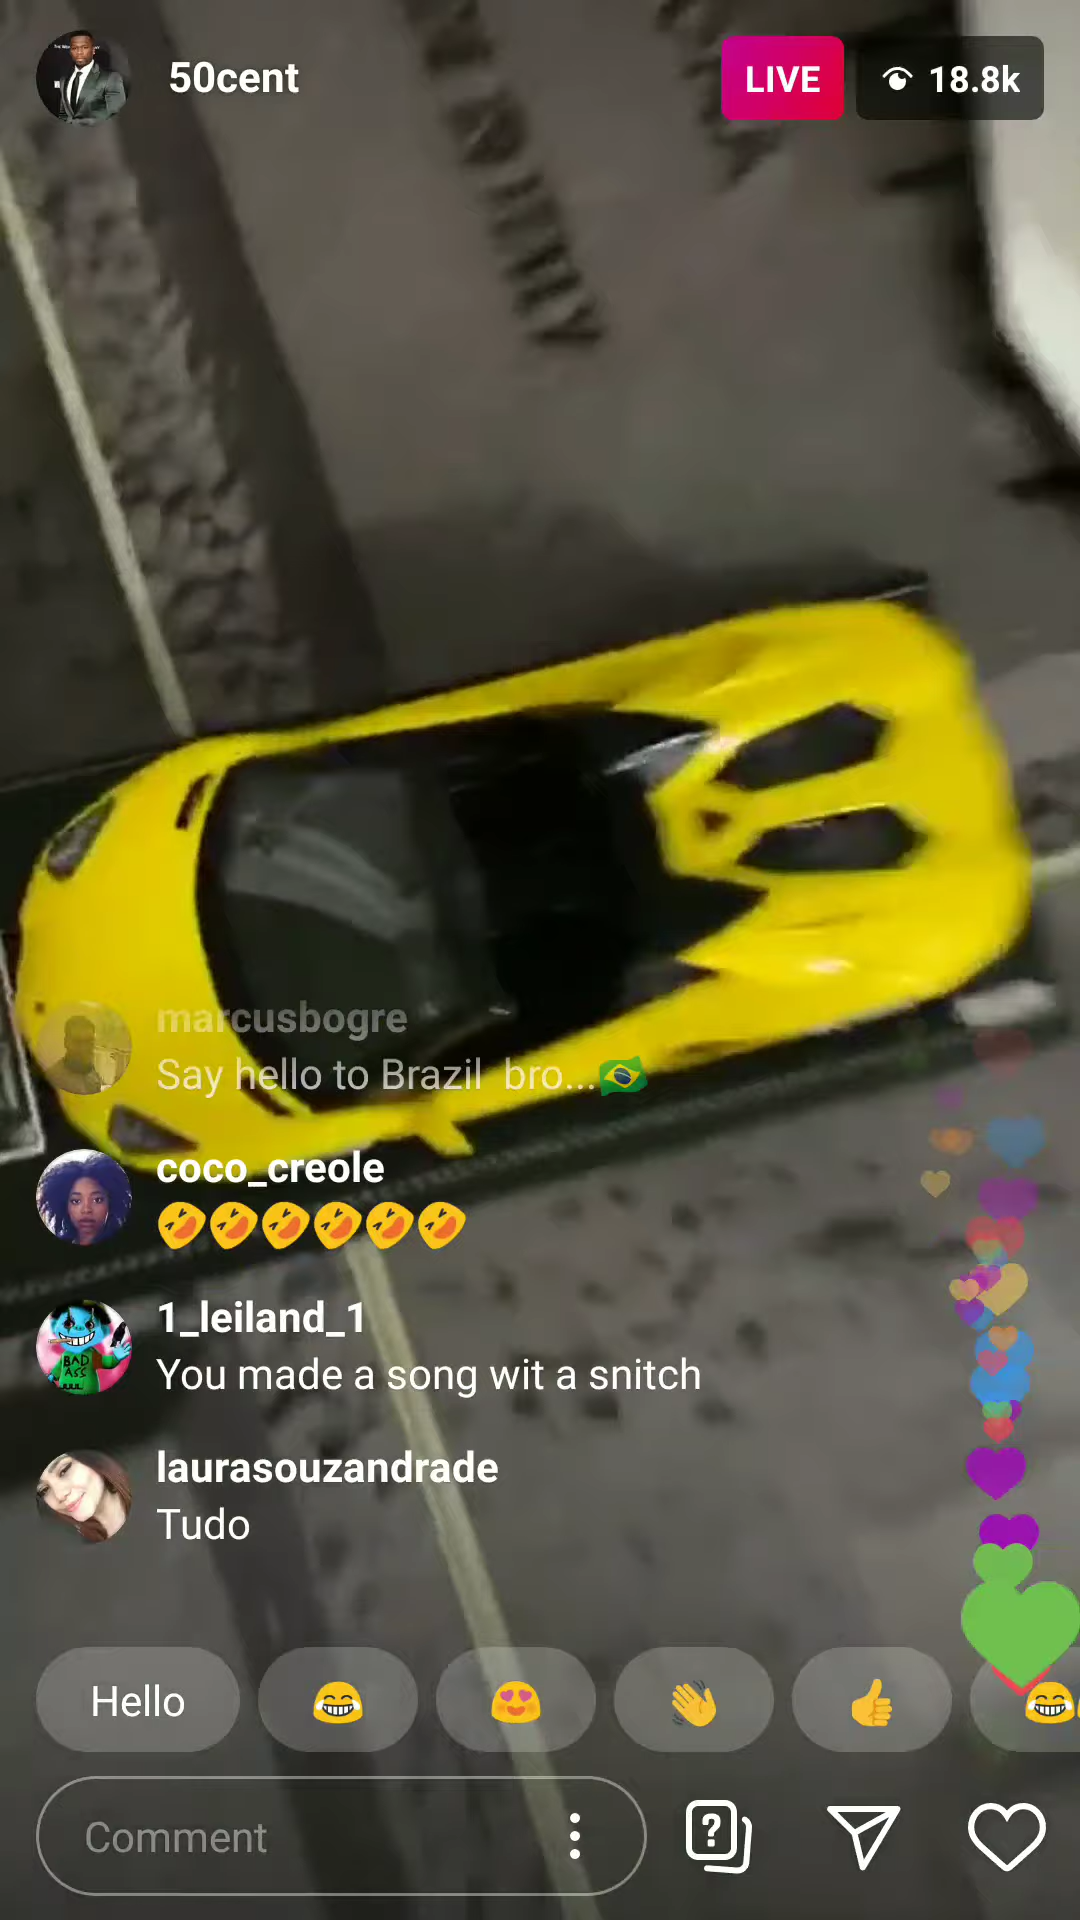 50cent
LIVE
18.8k
marcusbogre
Say hello to Brazil bro...🇧🇷
coco_creole
🤣🤣🤣🤣🤣🤣
1_leiland_1
You made a song wit a snitch
laurasouzandrade
Tudo
Hello 😂 😍 👋 👍 😂
Comment